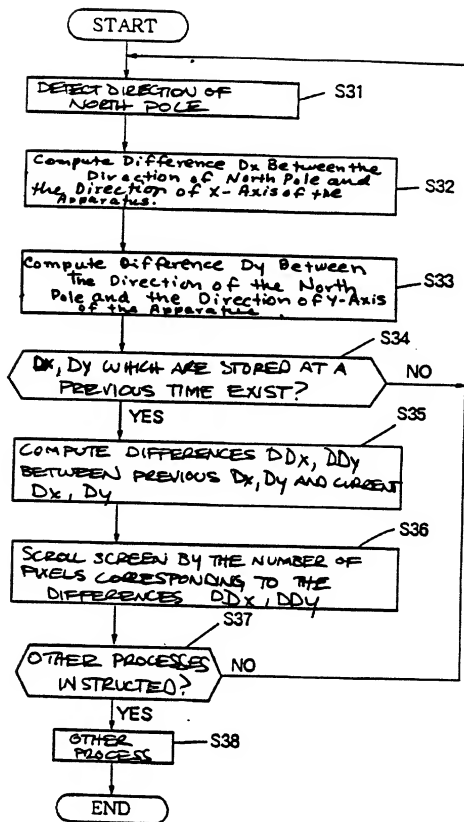 START
DETECT DIRECTION OF
NORTH POLE
S31
Compute Difference Dx Between the
Direction of North Pole and
the Direction of X-Axis of the
Apparatus.
S32
Compute Difference Dy Between
The Direction of the North
Pole and the Direction of Y-Axis
of the Apparatus.
S33
S34
DX, DY WHICH ARE STORED AT A
PREVIOUS TIME EXIST?
NO
YES
S35
COMPUTE DIFFERENCES DDx, DDy
BETWEEN PREVIOUS Dx, Dy AND CURRENT
Dx, Dy
S36
SCROLL SCREEN BY THE NUMBER OF
PIXELS CORRESPONDING TO THE
DIFFERENCES DDx, DDy
S37
OTHER PROCESSES
INSTRUCTED?
NO
YES
OTHER
PROCESS
S38
END